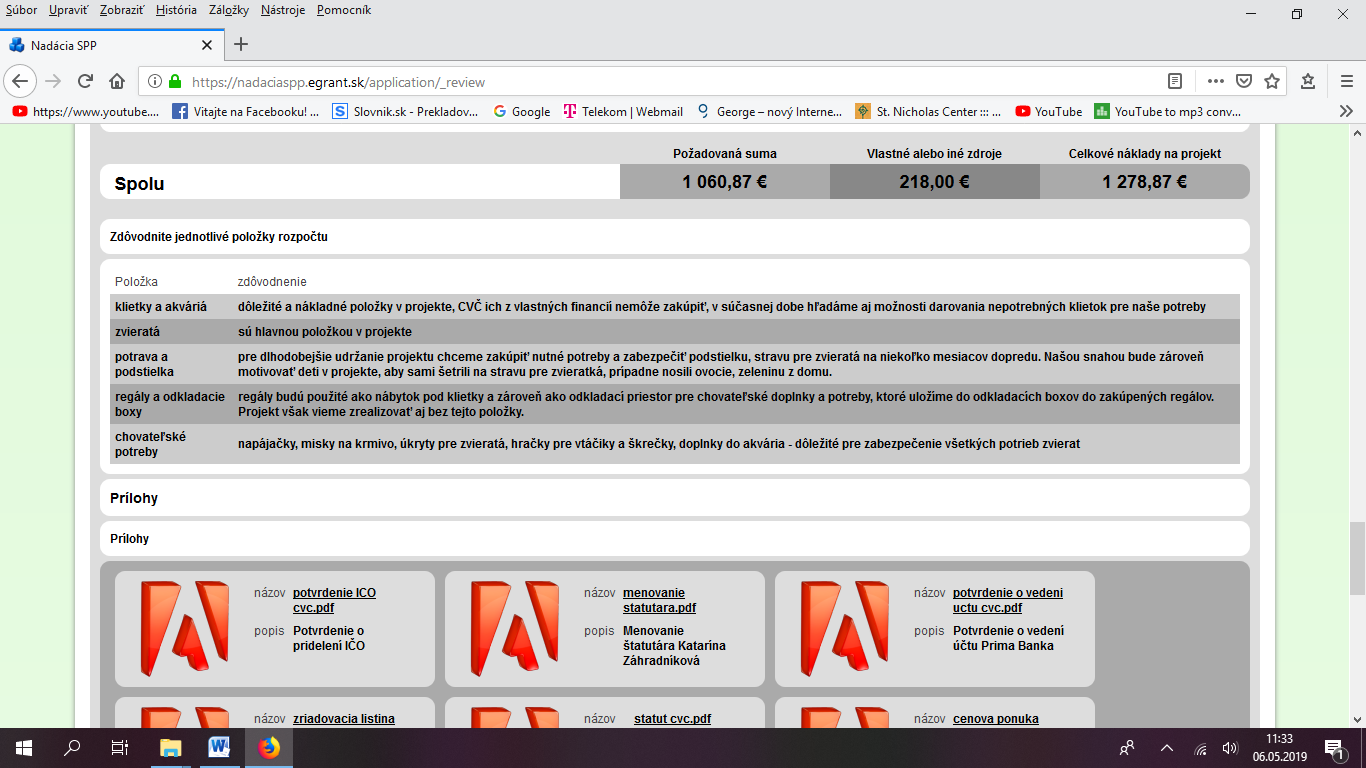 Súbor Upraviť Zobraziť História Záložky Nástroje Pomocník
Nadácia SPP
https://nadaciaspp.egrant.sk/application/_review
https://www.youtube.... Vitajte na Facebooku! ... Slovnik.sk - Prekladov... Google Telekom | Webmail George – nový Interne... St. Nicholas Center ::: ... YouTube YouTube to mp3 conv...
Požadovaná suma Vlastné alebo iné zdroje Celkové náklady na projekt
Spolu 1 060,87 € 218,00 € 1 278,87 €
Zdôvodnite jednotlivé položky rozpočtu
Položka zdôvodnenie
klietky a akváriá dôležité a nákladné položky v projekte, CVČ ich z vlastných financií nemôže zakúpiť, v súčasnej dobe hľadáme aj možnosti darovania nepotrebných klietok pre naše potreby
zvieratá sú hlavnou položkou v projekte
potrava a
podstielka
pre dlhodobejšie udržanie projektu chceme zakúpiť nutné potreby a zabezpečiť podstielku, stravu pre zvieratá na niekoľko mesiacov dopredu. Našou snahou bude zároveň
motivovať deti v projekte, aby sami šetrili na stravu pre zvieratká, prípadne nosili ovocie, zeleninu z domu.
regály a odkladacie
boxy
regály budú použité ako nábytok pod klietky a zároveň ako odkladací priestor pre chovateľské doplnky a potreby, ktoré uložíme do odkladacích boxov do zakúpených regálov.
Projekt však vieme zrealizovať aj bez tejto položky.
chovateľské
potreby
napájačky, misky na krmivo, úkryty pre zvieratá, hračky pre vtáčiky a škrečky, doplnky do akvária - dôležité pre zabezpečenie všetkých potrieb zvierat
Prílohy
Prílohy
názov potvrdenie ICO
cvc.pdf
popis Potvrdenie o
pridelení IČO
názov menovanie
statutara.pdf
popis Menovanie
štatutára Katarína
Záhradníková
názov potvrdenie o vedeni
uctu cvc.pdf
popis Potvrdenie o vedení
účtu Prima Banka
názov zriadovacia listina
názov statut cvc.pdf
názov cenova ponuka
11:33
06.05.2019
1